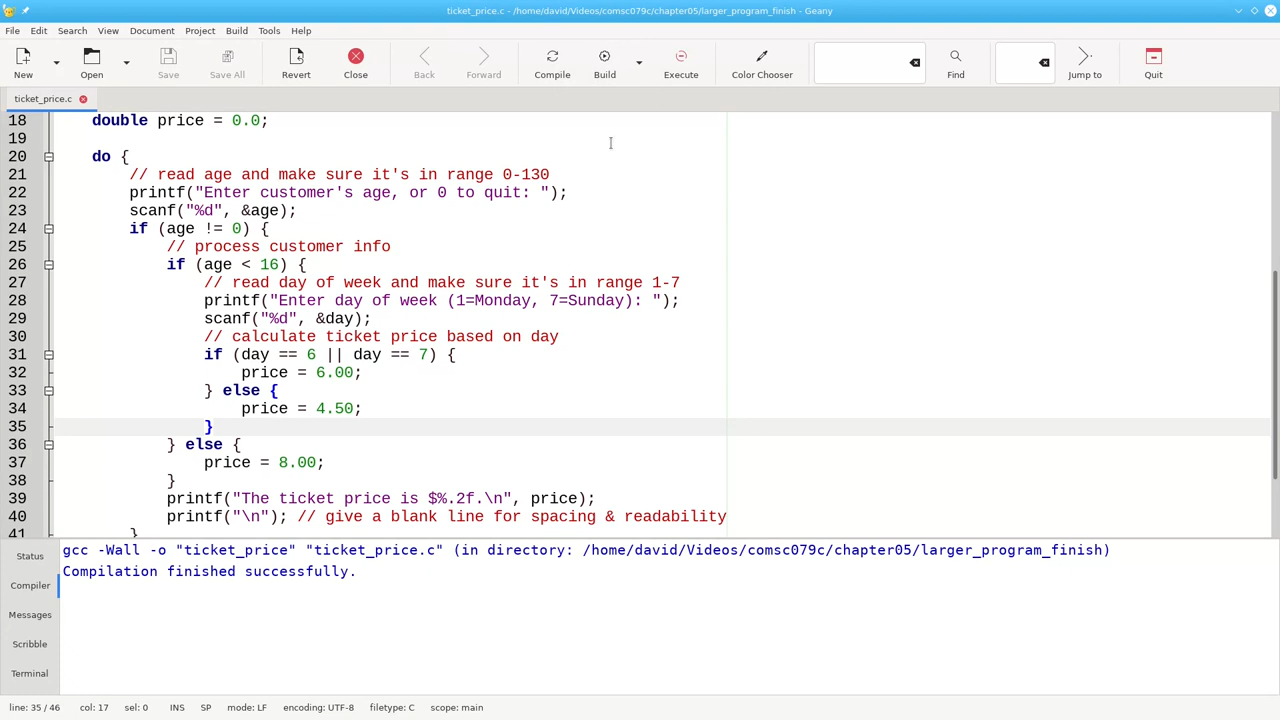 ticket_price.c - /home/david/Videos/comsc079c/chapter05/larger_program_finish - Geany
File Edit Search View Document Project Build Tools Help
New Open Save Save All Revert Close Back Forward Compile Build Execute Color Chooser Find Jump to Quit
ticket_price.c
18 double price = 0.0;
19
20 do {
21 // read age and make sure it's in range 0-130
22 printf("Enter customer's age, or 0 to quit: ");
23 scanf("%d", &age);
24 if (age != 0) {
25 // process customer info
26 if (age < 16) {
27 // read day of week and make sure it's in range 1-7
28 printf("Enter day of week (1=Monday, 7=Sunday): ");
29 scanf("%d", &day);
30 // calculate ticket price based on day
31 if (day == 6 || day == 7) {
32 price = 6.00;
33 } else {
34 price = 4.50;
35 }
36 } else {
37 price = 8.00;
38 }
39 printf("The ticket price is $%.2f.\n", price);
40 printf("\n"); // give a blank line for spacing & readability
41 }
Status
Compiler
Messages
Scribble
Terminal
gcc -Wall -o "ticket_price" "ticket_price.c" (in directory: /home/david/Videos/comsc079c/chapter05/larger_program_finish)
Compilation finished successfully.
line: 35 / 46 col: 17 sel: 0 INS SP mode: LF encoding: UTF-8 filetype: C scope: main